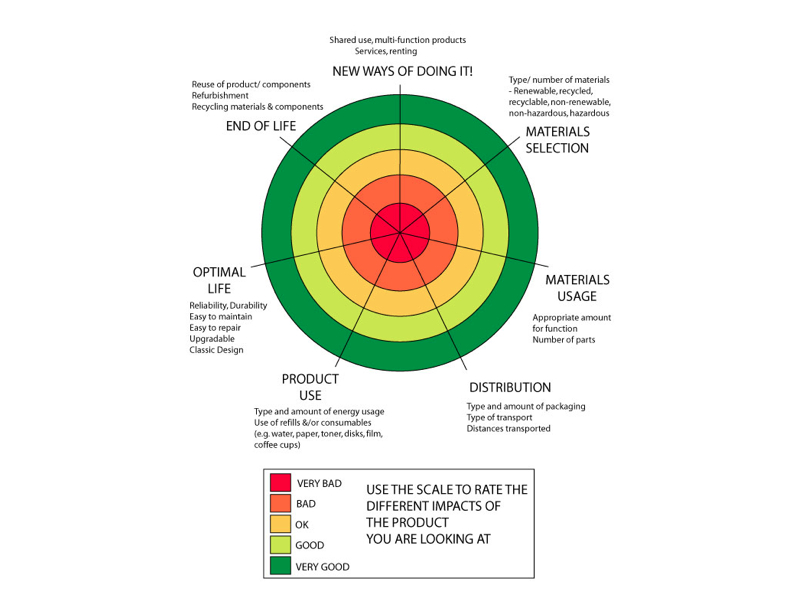 Shared use, multi-function products
Services, renting
NEW WAYS OF DOING IT!
Type/ number of materials
- Renewable, recycled,
recyclable, non-renewable,
non-hazardous, hazardous
MATERIALS
SELECTION
MATERIALS
USAGE
Appropriate amount
for function
Number of parts
DISTRIBUTION
Type and amount of packaging
Type of transport
Distances transported
PRODUCT
USE
Type and amount of energy usage
Use of refills &/or consumables
(e.g. water, paper, toner, disks, film,
coffee cups)
OPTIMAL
LIFE
Reliability, Durability
Easy to maintain
Easy to repair
Upgradable
Classic Design
Reuse of product/ components
Refurbishment
Recycling materials & components
END OF LIFE
VERY BAD
BAD
OK
GOOD
VERY GOOD
USE THE SCALE TO RATE THE
DIFFERENT IMPACTS OF
THE PRODUCT
YOU ARE LOOKING AT